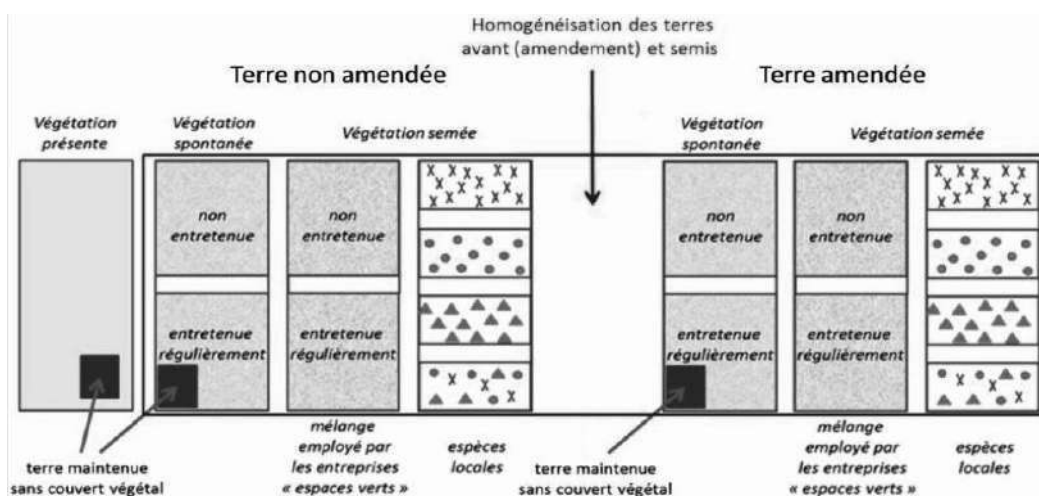 Homogénéisation des terres
avant (amendement) et semis
Terre non amendée
Terre amendée
Végétation
présente
Végétation
spontanée
Végétation semée
Végétation
spontanée
Végétation semée
non
entretenue
non
entretenue
non
entretenue
non
entretenue
entretenue
régulièrement
entretenue
régulièrement
entretenue
régulièrement
entretenue
régulièrement
terre maintenue
sans couvert végétal
mélange
employé par
les entreprises
« espaces verts »
espèces
locales
terre maintenue
sans couvert végétal
mélange
employé par
les entreprises
« espaces verts »
espèces
locales